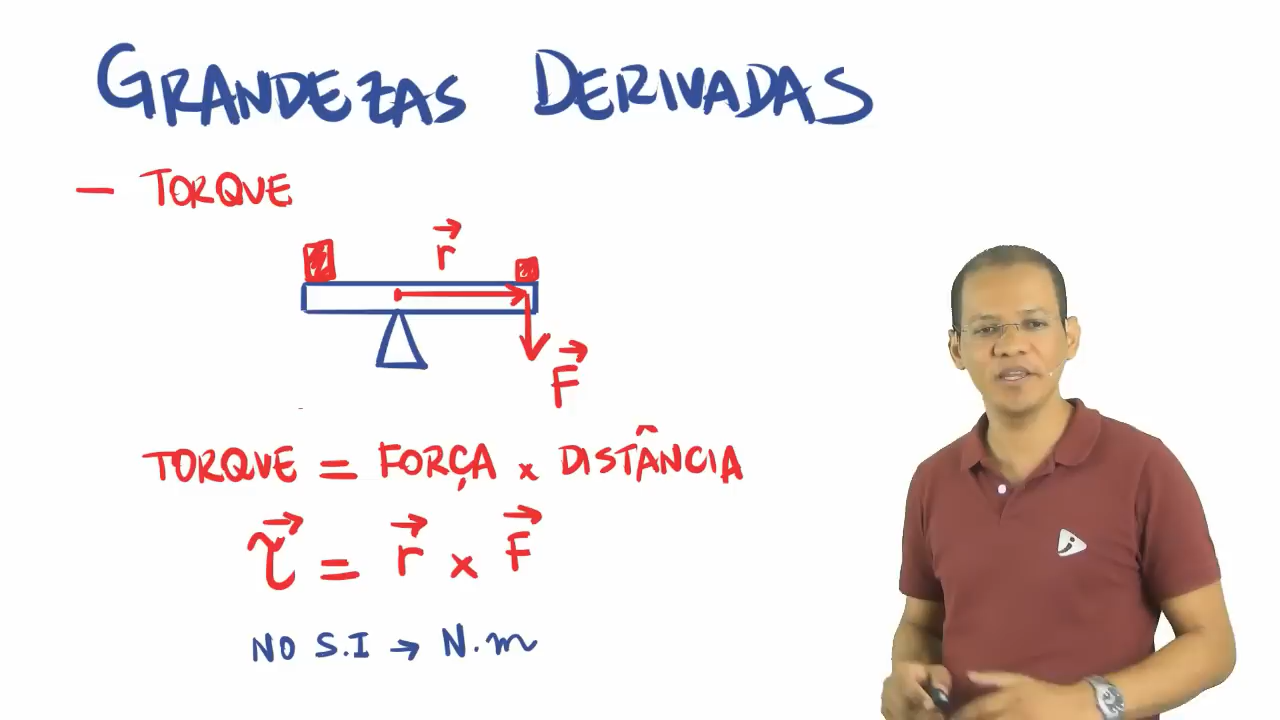 GRANDEZAS DERIVADAS
— TORQUE
r
F
TORQUE = FORÇA x DISTÂNCIA
τ = r x F
NO S.I → N.m